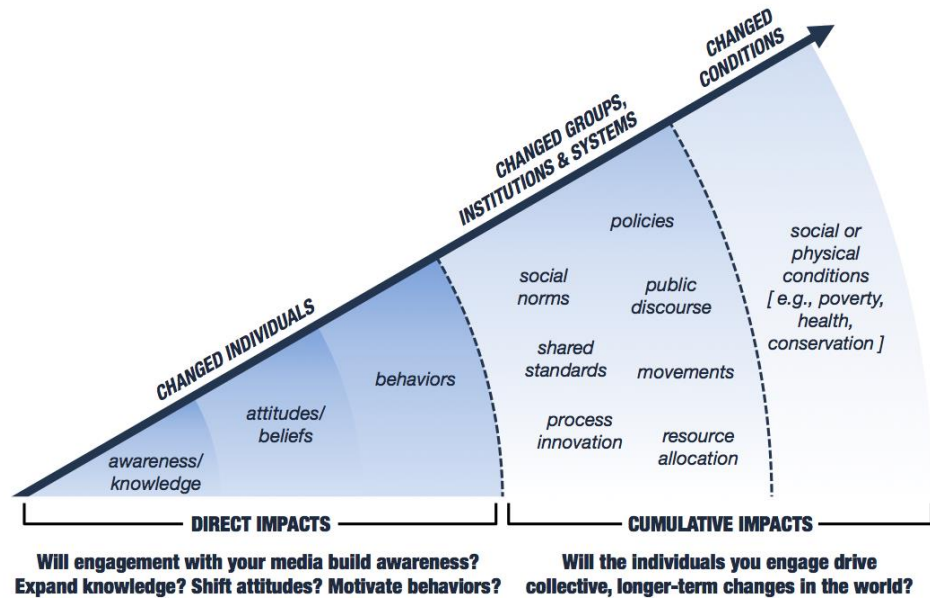 CHANGED
CONDITIONS
CHANGED GROUPS,
INSTITUTIONS & SYSTEMS
CHANGED INDIVIDUALS
awareness/
knowledge
attitudes/
beliefs
behaviors
policies
social
norms
public
discourse
shared
standards
movements
process
innovation
resource
allocation
social or
physical
conditions
[ e.g., poverty,
health,
conservation ]
DIRECT IMPACTS
Will engagement with your media build awareness?
Expand knowledge? Shift attitudes? Motivate behaviors?
CUMULATIVE IMPACTS
Will the individuals you engage drive
collective, longer-term changes in the world?